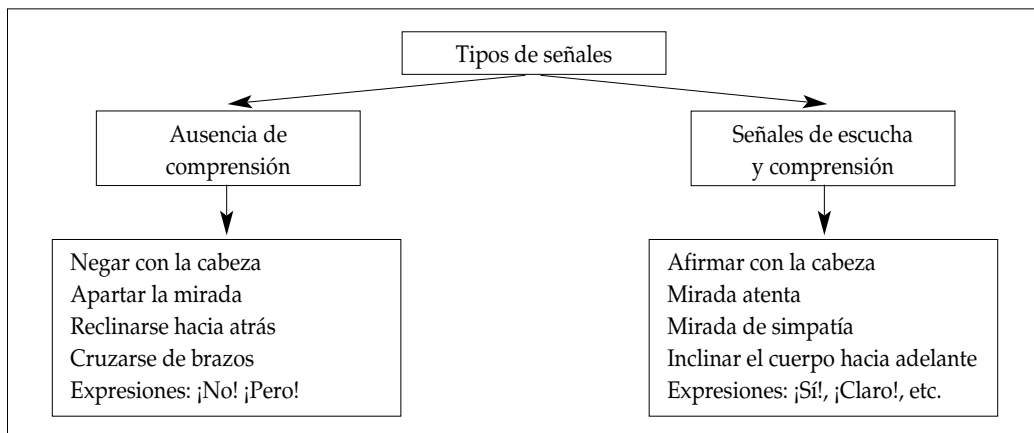 Tipos de señales
Ausencia de
comprensión
Señales de escucha
y comprensión
Negar con la cabeza
Apartar la mirada
Reclinarse hacia atrás
Cruzarse de brazos
Expresiones: ¡No! ¡Pero!
Afirmar con la cabeza
Mirada atenta
Mirada de simpatía
Inclinar el cuerpo hacia adelante
Expresiones: ¡Sí!, ¡Claro!, etc.